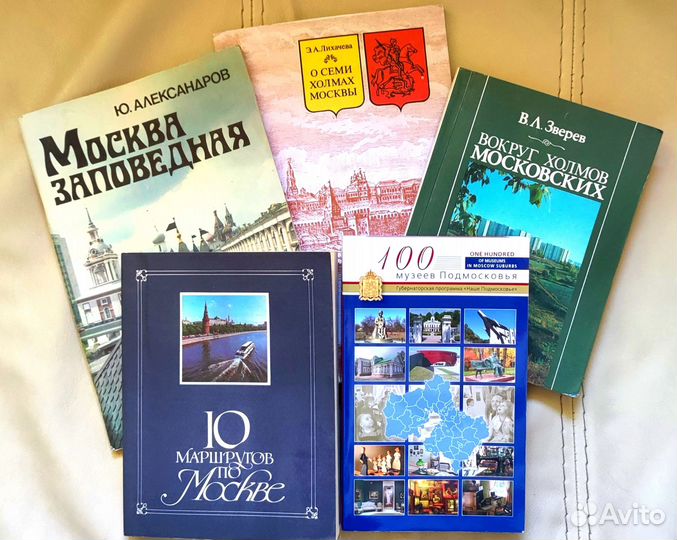 Ю. АЛЕКСАНДРОВ
МОСКВА
ЗАПОВЕДНАЯ
Э.А.Лихачева
О СЕМИ
ХОЛМАХ
МОСКВЫ
В.Л.Зверев
ВОКРУГ ХОЛМОВ
МОСКОВСКИХ
10
МАРШРУТОВ
ПО
Москве
100
музеев Подмосковья
ONE HUNDRED
OF MUSEUMS
IN MOSCOW SUBURBS
Губернаторская программа «Наше Подмосковье»
Avito